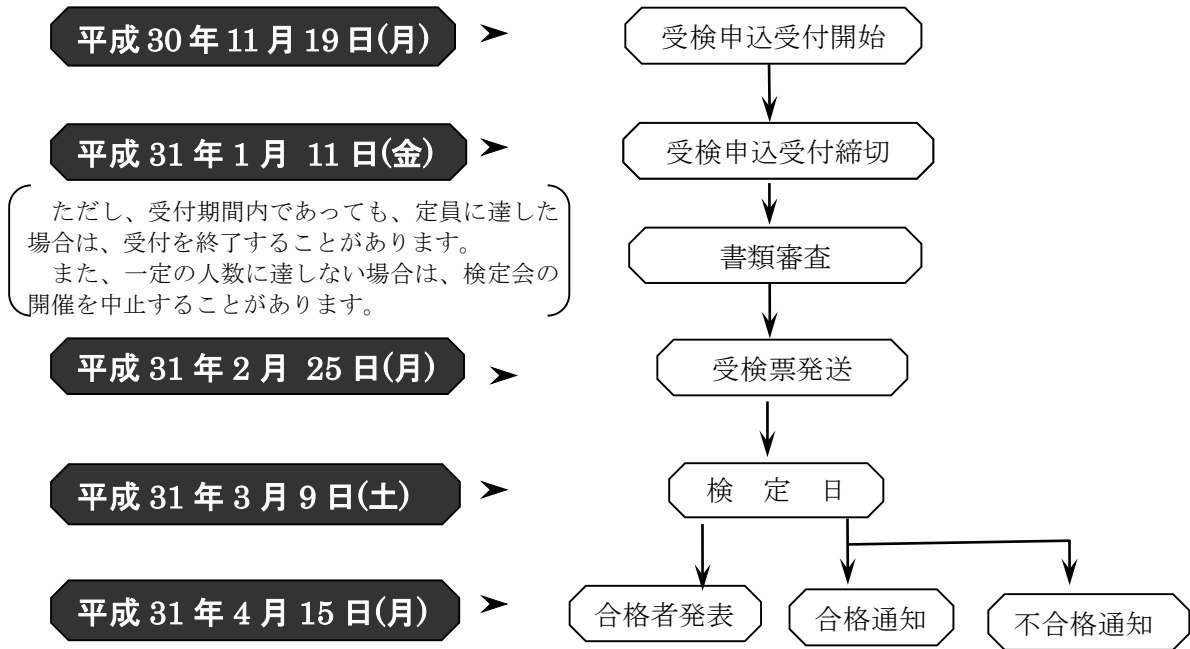 平成 30 年 11 月 19 日(月)
受検申込受付開始
平成 31 年 1 月 11 日(金)
受検申込受付締切
ただし、受付期間内であっても、定員に達した
場合は、受付を終了することがあります。
また、一定の人数に達しない場合は、検定会の
開催を中止することがあります。
書類審査
平成 31 年 2 月 25 日(月)
受検票発送
平成 31 年 3 月 9 日(土)
検 定 日
平成 31 年 4 月 15 日(月)
合格者発表
合格通知
不合格通知